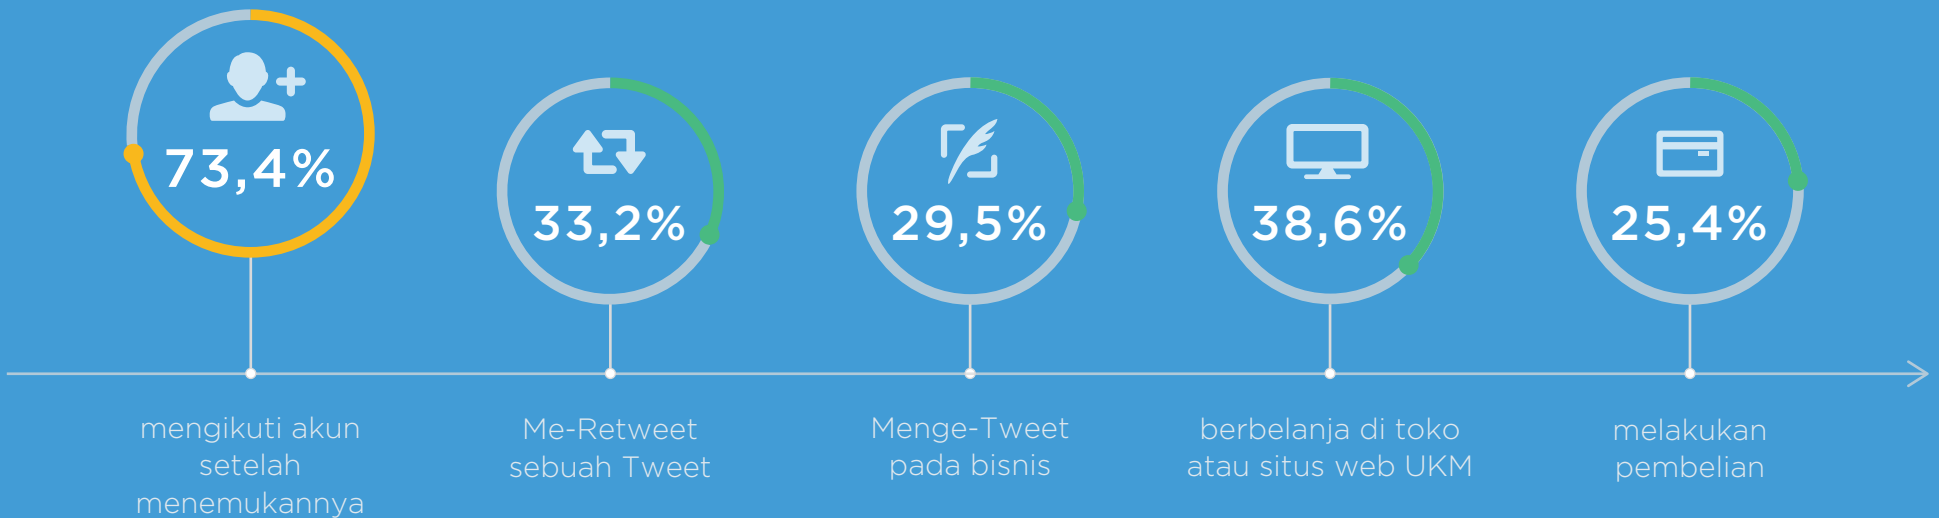 73,4%
mengikuti akun
setelah
menemukannya
33,2%
Me-Retweet
sebuah Tweet
29,5%
Menge-Tweet
pada bisnis
38,6%
berbelanja di toko
atau situs web UKM
25,4%
melakukan
pembelian